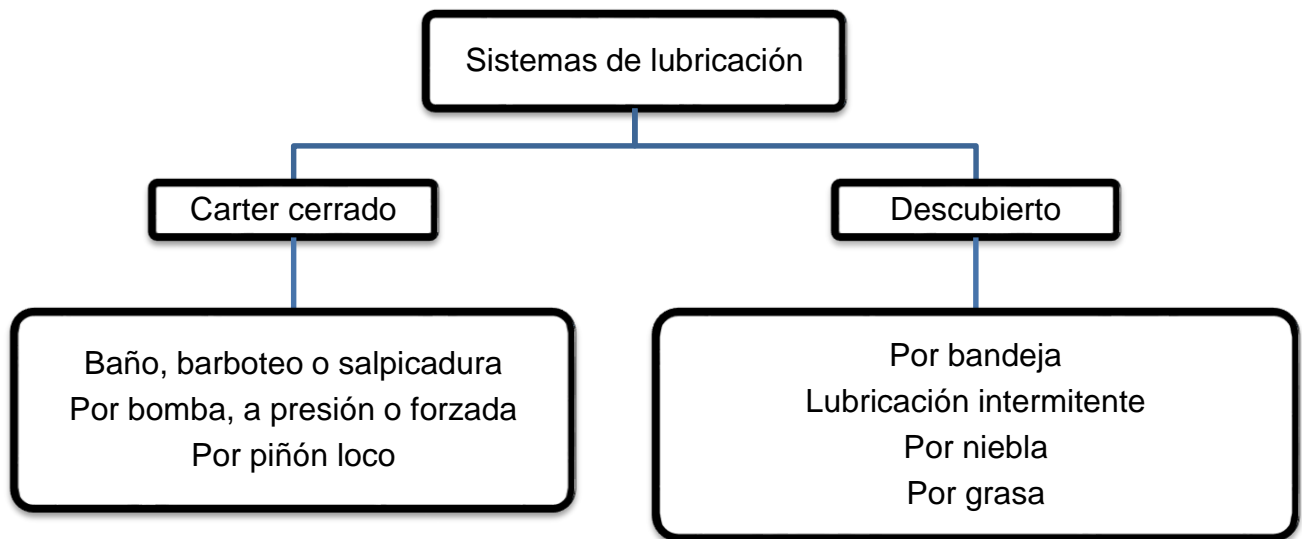 Sistemas de lubricación
Carter cerrado
Descubierto
Baño, barboteo o salpicadura
Por bomba, a presión o forzada
Por piñón loco
Por bandeja
Lubricación intermitente
Por niebla
Por grasa